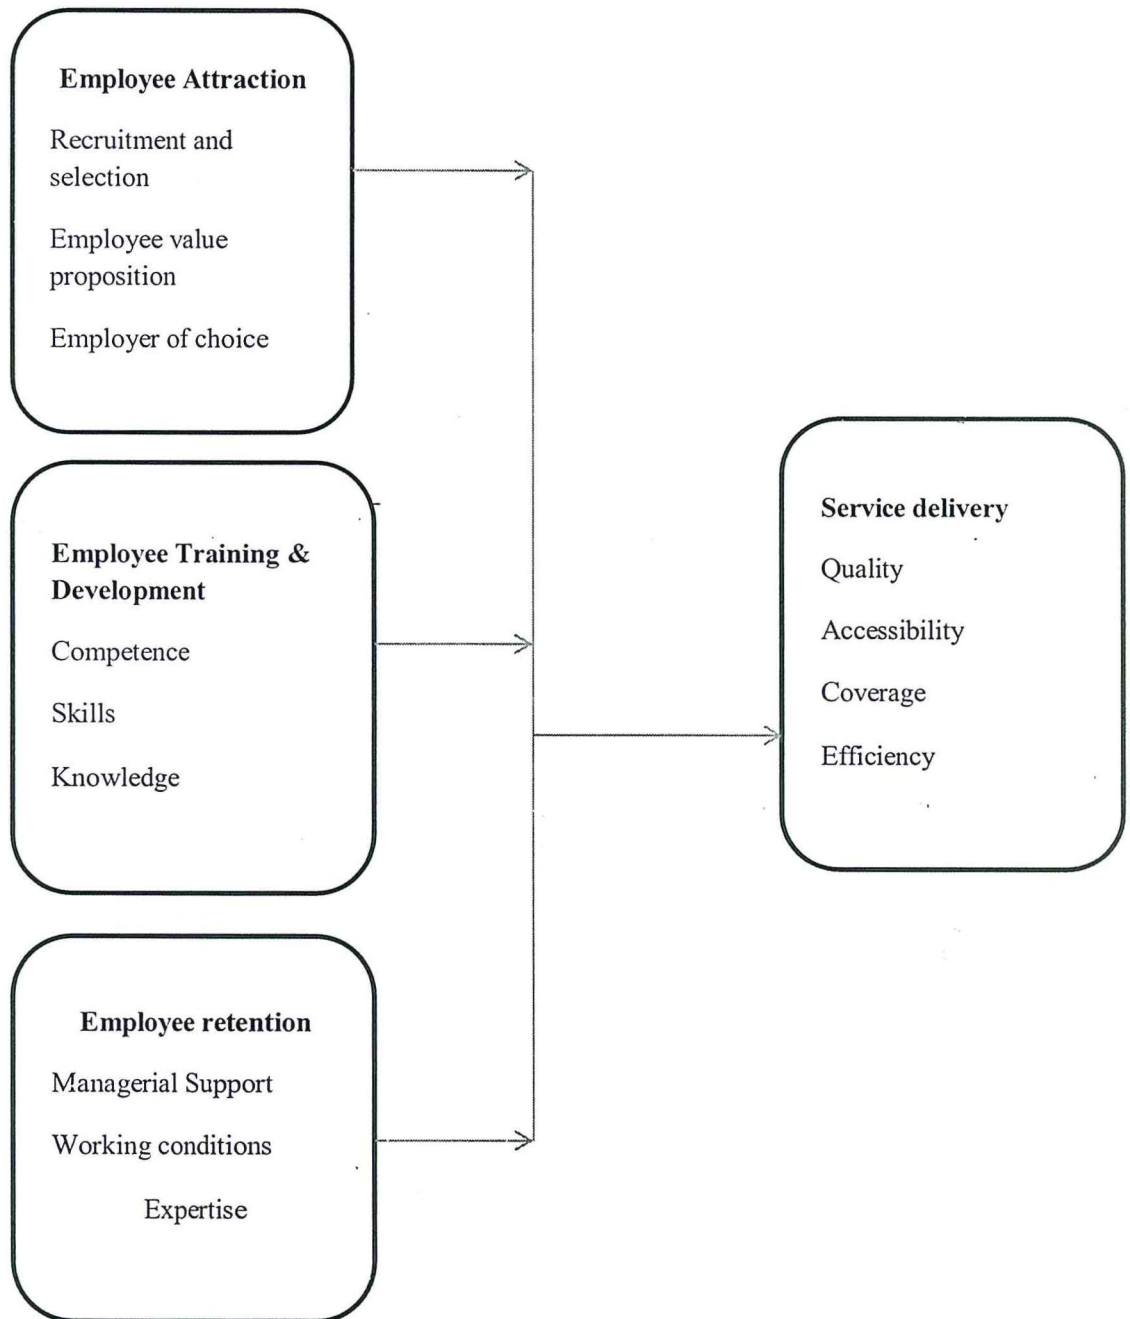 Employee Attraction
Recruitment and
selection
Employee value
proposition
Employer of choice
Employee Training &
Development
Competence
Skills
Knowledge
Employee retention
Managerial Support
Working conditions
Expertise
Service delivery
Quality
Accessibility
Coverage
Efficiency